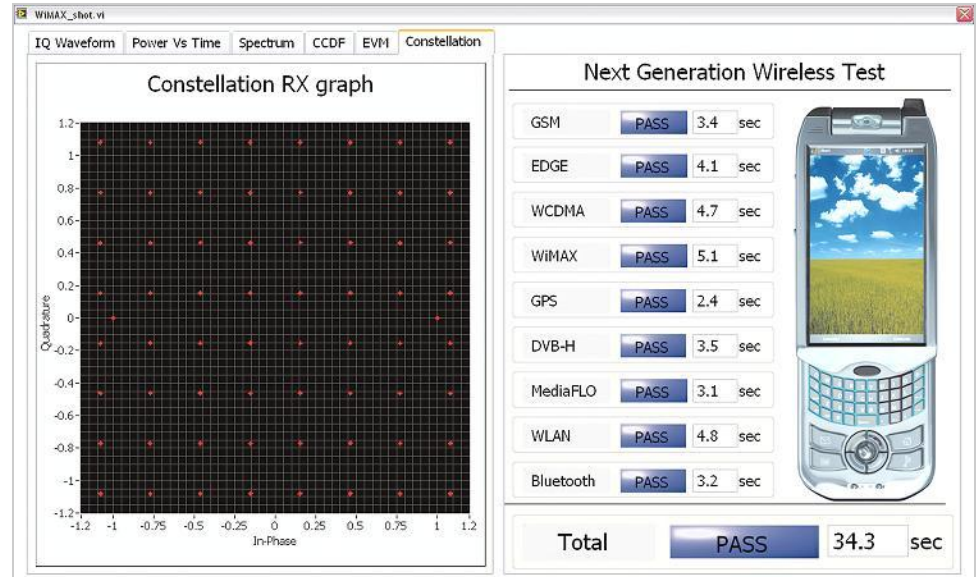 WiMAX_shot.vi
IQ Waveform Power Vs Time Spectrum CCDF EVM Constellation
Constellation RX graph
1.2
1
0.8
0.6
0.4
0.2
0
-0.2
-0.4
-0.6
-0.8
-1
-1.2
Quadrature
-1.2 -1 -0.75 -0.5 -0.25 0 0.25 0.5 0.75 1 1.2
In-Phase
Next Generation Wireless Test
GSM PASS 3.4 sec
EDGE PASS 4.1 sec
WCDMA PASS 4.7 sec
WiMAX PASS 5.1 sec
GPS PASS 2.4 sec
DVB-H PASS 3.5 sec
MediaFLO PASS 3.1 sec
WLAN PASS 4.8 sec
Bluetooth PASS 3.2 sec
Total PASS 34.3 sec